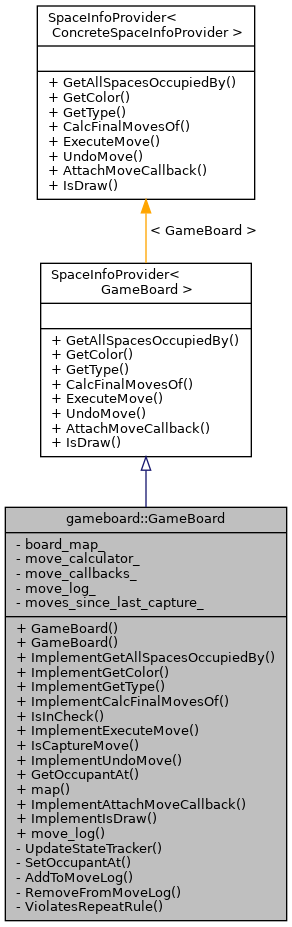 SpaceInfoProvider<
ConcreteSpaceInfoProvider >
+ GetAllSpacesOccupiedBy()
+ GetColor()
+ GetType()
+ CalcFinalMovesOf()
+ ExecuteMove()
+ UndoMove()
+ AttachMoveCallback()
+ IsDraw()
< GameBoard >
SpaceInfoProvider<
GameBoard >
+ GetAllSpacesOccupiedBy()
+ GetColor()
+ GetType()
+ CalcFinalMovesOf()
+ ExecuteMove()
+ UndoMove()
+ AttachMoveCallback()
+ IsDraw()
gameboard::GameBoard
- board_map_
- move_calculator_
- move_callbacks_
- move_log_
- moves_since_last_capture_
+ GameBoard()
+ GameBoard()
+ ImplementGetAllSpacesOccupiedBy()
+ ImplementGetColor()
+ ImplementGetType()
+ ImplementCalcFinalMovesOf()
+ IsInCheck()
+ ImplementExecuteMove()
+ IsCaptureMove()
+ ImplementUndoMove()
+ GetOccupantAt()
+ map()
+ ImplementAttachMoveCallback()
+ ImplementIsDraw()
+ move_log()
- UpdateStateTracker()
- SetOccupantAt()
- AddToMoveLog()
- RemoveFromMoveLog()
- ViolatesRepeatRule()